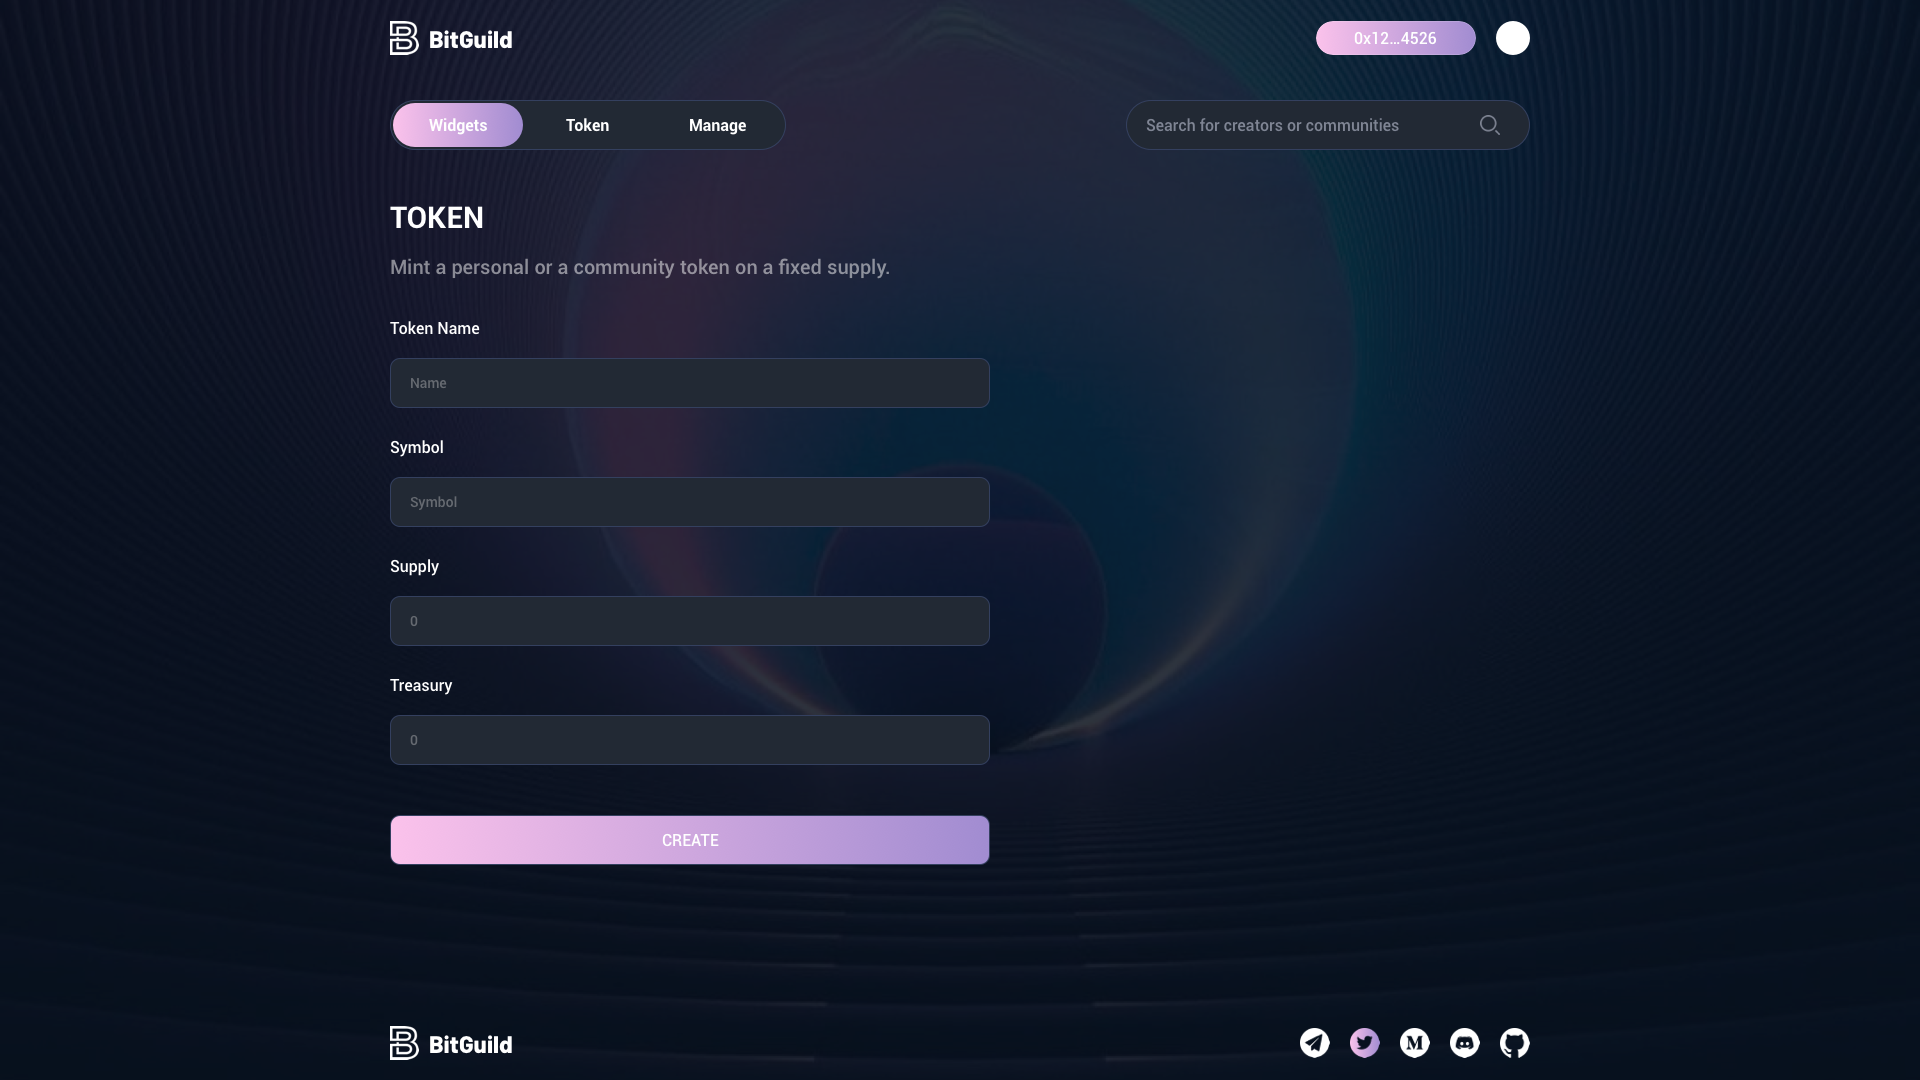 BitGuild
0x12...4526
Widgets
Token
Manage
Search for creators or communities
TOKEN
Mint a personal or a community token on a fixed supply.
Token Name
Name
Symbol
Symbol
Supply
0
Treasury
0
CREATE
BitGuild